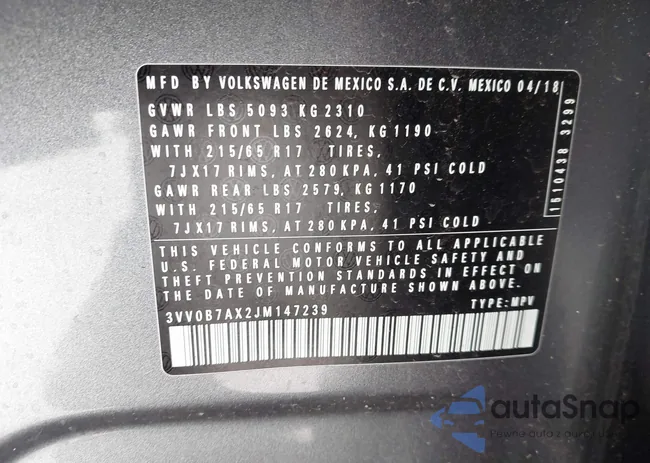 MFD BY VOLKSWAGEN DE MEXICO S.A. DE C.V. MEXICO 04/18
GVWR LBS 5093 KG 2310
GAWR FRONT LBS 2624, KG 1190
WITH 215/65 R17 TIRES,
7JX17 RIMS, AT 280 KPA, 41 PSI COLD
GAWR REAR LBS 2579, KG 1170
WITH 215/65 R17 TIRES,
7JX17 RIMS, AT 280 KPA, 41 PSI COLD
1510438 3299
THIS VEHICLE CONFORMS TO ALL APPLICABLE
U.S. FEDERAL MOTOR VEHICLE SAFETY AND
THEFT PREVENTION STANDARDS IN EFFECT ON
THE DATE OF MANUFACTURE SHOWN ABOVE.
3VV0B7AX2JM147239 TYPE: MPV
autaSnap
Pewne auta z aukcji